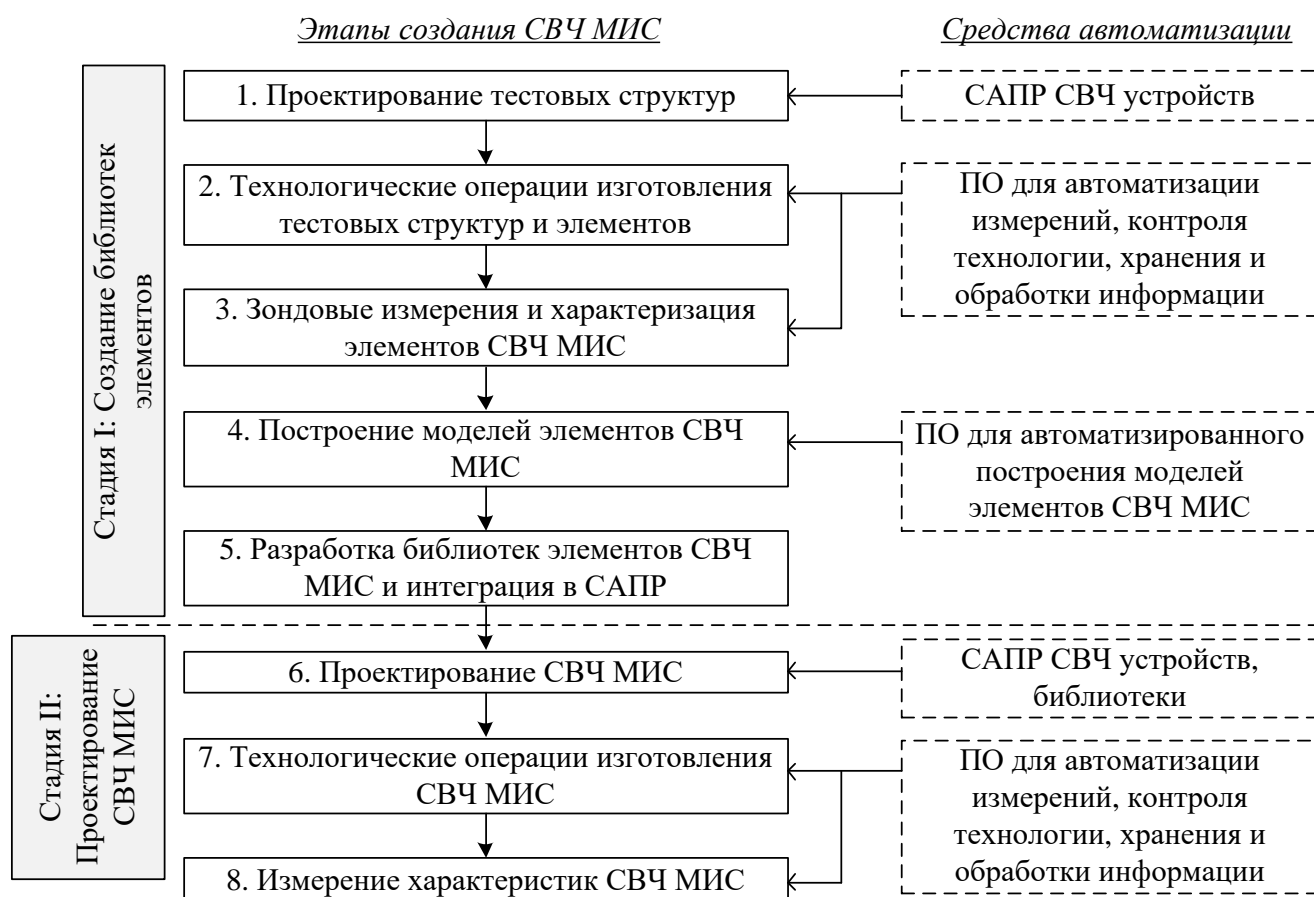 Этапы создания СВЧ МИС
Средства автоматизации
Стадия I: Создание библиотек
элементов
1. Проектирование тестовых структур
САПР СВЧ устройств
2. Технологические операции изготовления
тестовых структур и элементов
ПО для автоматизации
измерений, контроля
технологии, хранения и
обработки информации
3. Зондовые измерения и характеризация
элементов СВЧ МИС
4. Построение моделей элементов СВЧ
МИС
ПО для автоматизированного
построения моделей
элементов СВЧ МИС
5. Разработка библиотек элементов СВЧ
МИС и интеграция в САПР
Стадия II:
Проектирование
СВЧ МИС
6. Проектирование СВЧ МИС
САПР СВЧ устройств,
библиотеки
7. Технологические операции изготовления
СВЧ МИС
ПО для автоматизации
измерений, контроля
технологии, хранения и
обработки информации
8. Измерение характеристик СВЧ МИС